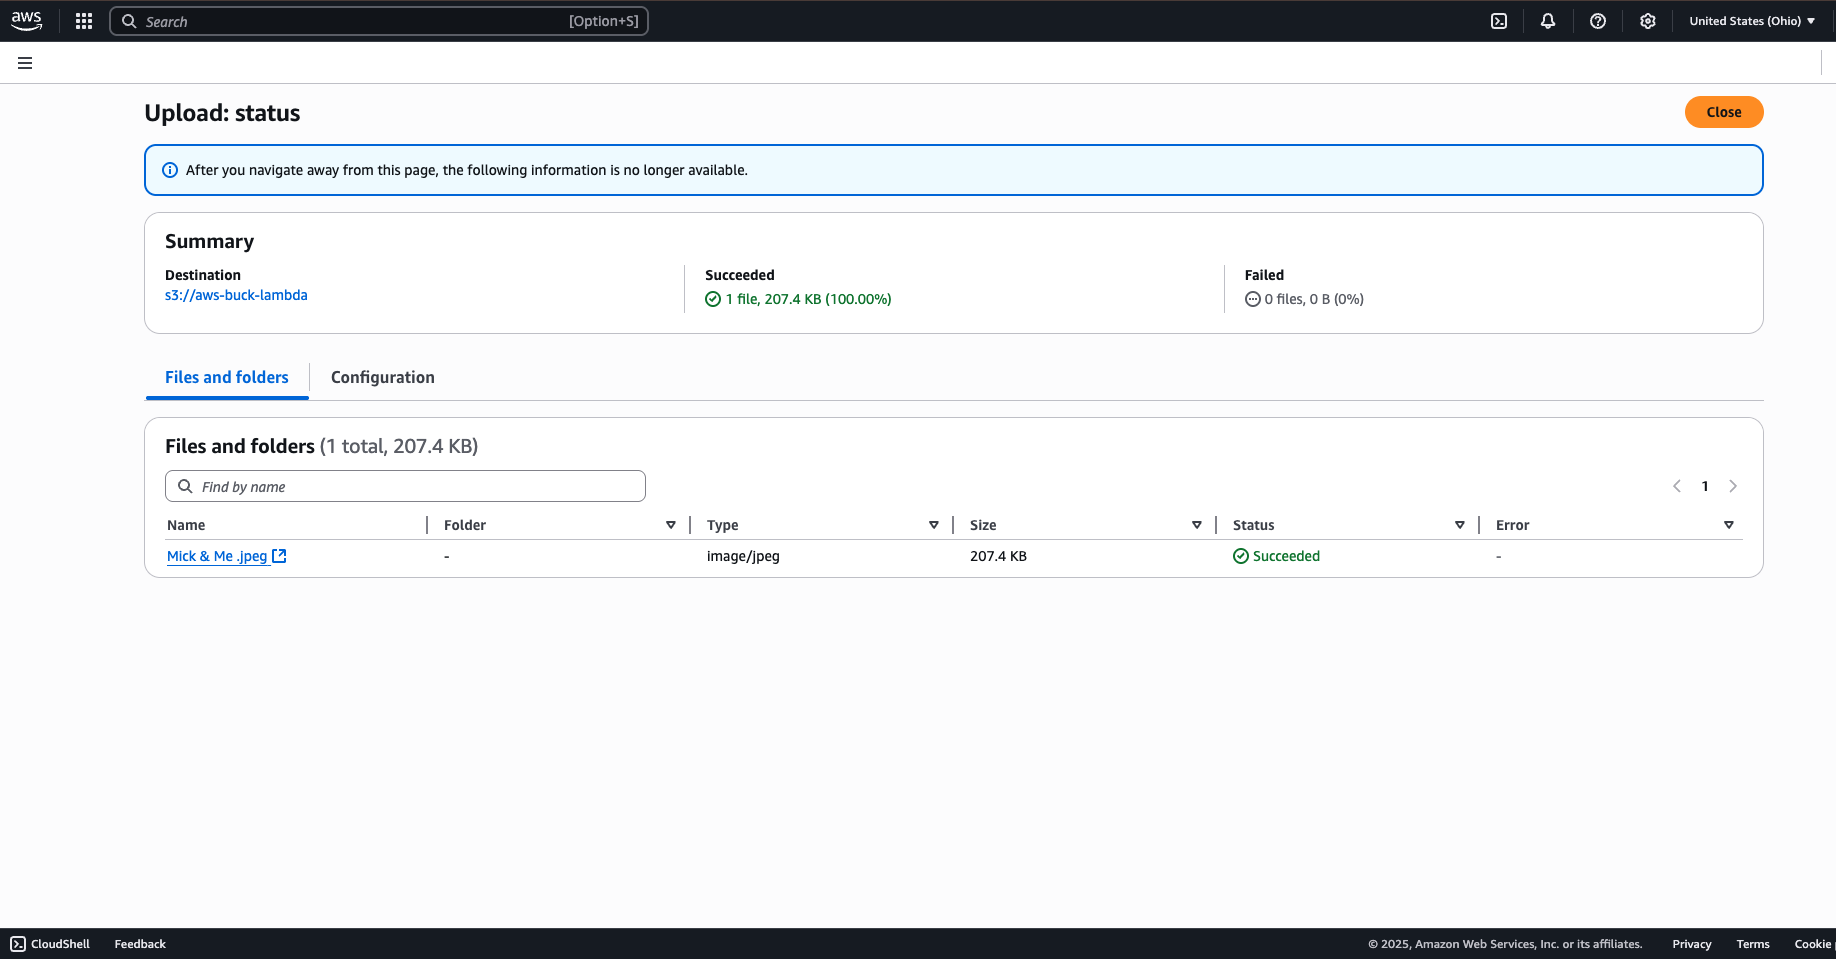 aws
Search
[Option+S]
United States (Ohio)
Upload: status
Close
After you navigate away from this page, the following information is no longer available.
Summary
Destination
s3://aws-buck-lambda
Succeeded
1 file, 207.4 KB (100.00%)
Failed
0 files, 0 B (0%)
Files and folders
Configuration
Files and folders (1 total, 207.4 KB)
Find by name
1
Name Folder Type Size Status Error
Mick & Me .jpeg - image/jpeg 207.4 KB Succeeded -
CloudShell Feedback © 2025, Amazon Web Services, Inc. or its affiliates. Privacy Terms Cookie